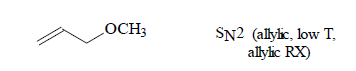 OCH3
SN2 (allylic, low T,
allylic RX)